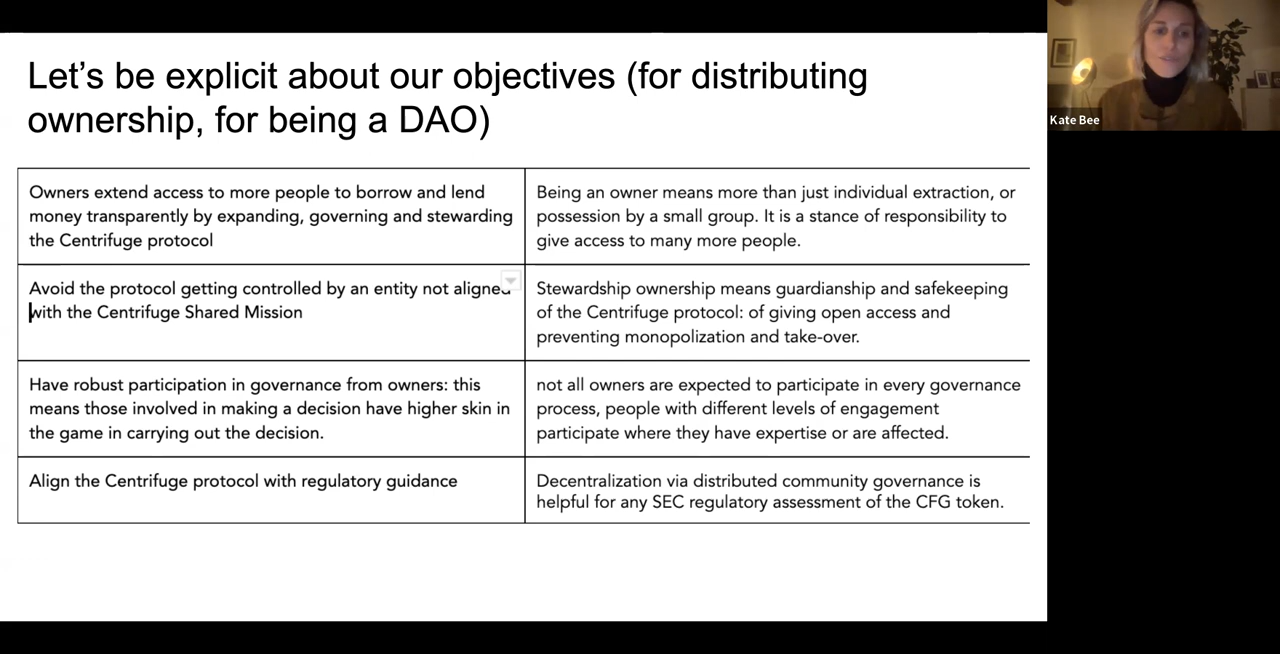 Let's be explicit about our objectives (for distributing
ownership, for being a DAO)
Owners extend access to more people to borrow and lend
money transparently by expanding, governing and stewarding
the Centrifuge protocol
Being an owner means more than just individual extraction, or
possession by a small group. It is a stance of responsibility to
give access to many more people.
Avoid the protocol getting controlled by an entity not aligned
with the Centrifuge Shared Mission
Stewardship ownership means guardianship and safekeeping
of the Centrifuge protocol: of giving open access and
preventing monopolization and take-over.
Have robust participation in governance from owners: this
means those involved in making a decision have higher skin in
the game in carrying out the decision.
not all owners are expected to participate in every governance
process, people with different levels of engagement
participate where they have expertise or are affected.
Align the Centrifuge protocol with regulatory guidance
Decentralization via distributed community governance is
helpful for any SEC regulatory assessment of the CFG token.
Kate Bee